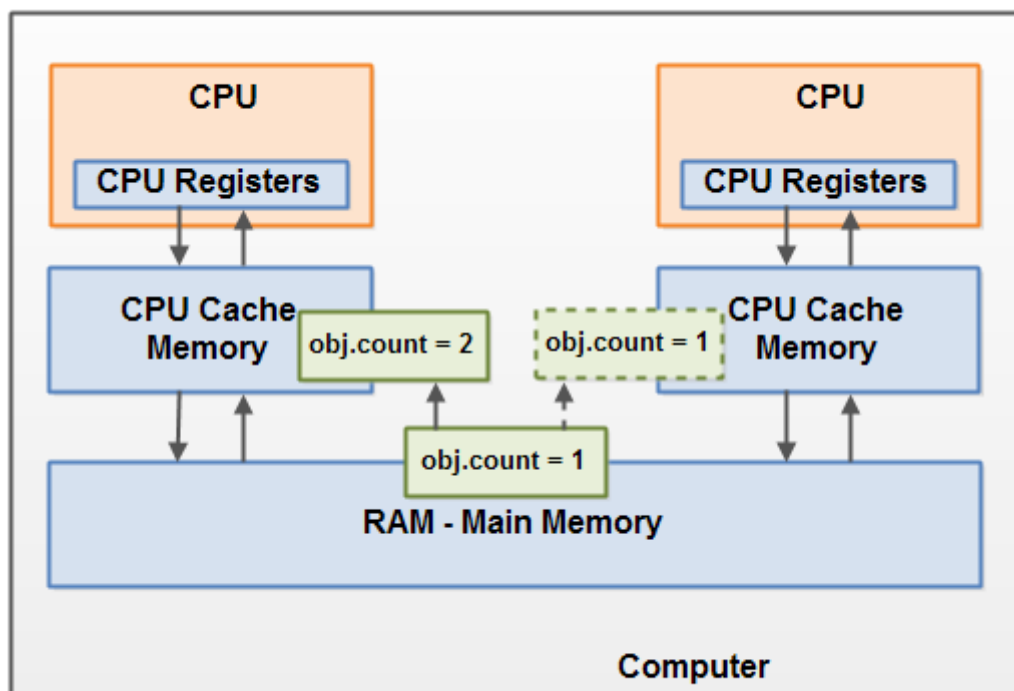 CPU
CPU Registers
CPU
CPU Registers
CPU Cache
Memory
obj.count = 2
obj.count = 1
CPU Cache
Memory
obj.count = 1
RAM - Main Memory
Computer